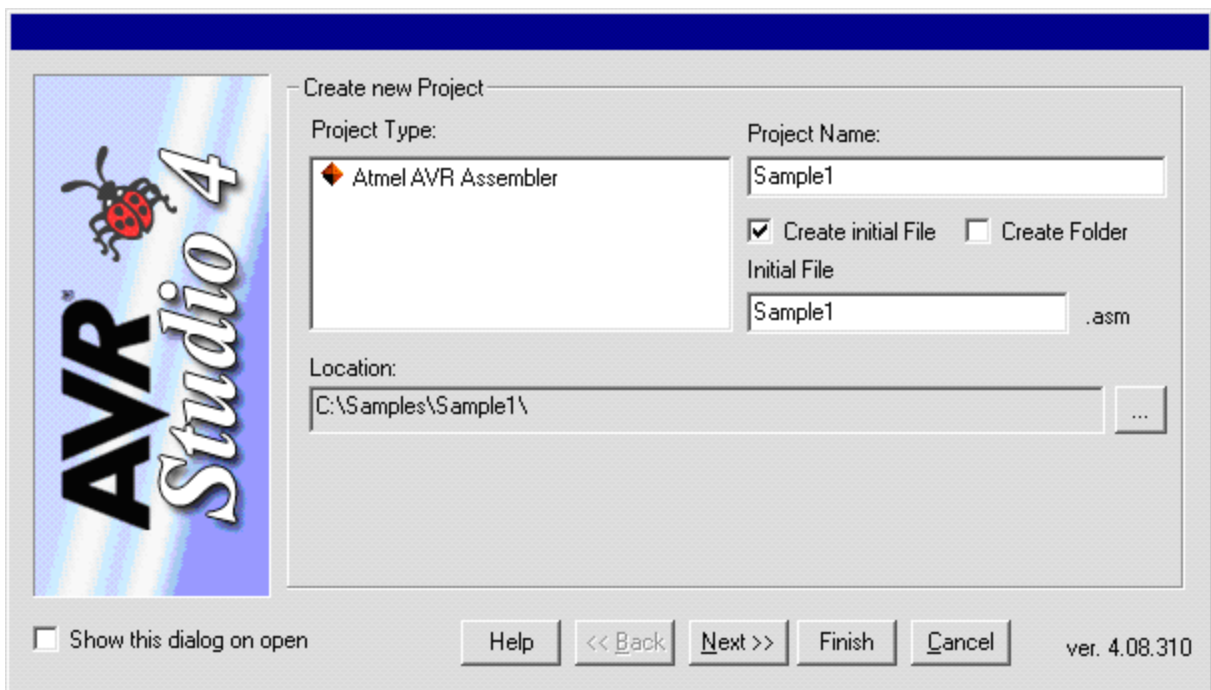 AVR®
Studio 4
Create new Project
Project Type:
Atmel AVR Assembler
Project Name:
Sample1
Create initial File
Create Folder
Initial File
Sample1
.asm
Location:
C:\Samples\Sample1\
...
Show this dialog on open
Help
<< Back
Next >>
Finish
Cancel
ver. 4.08.310